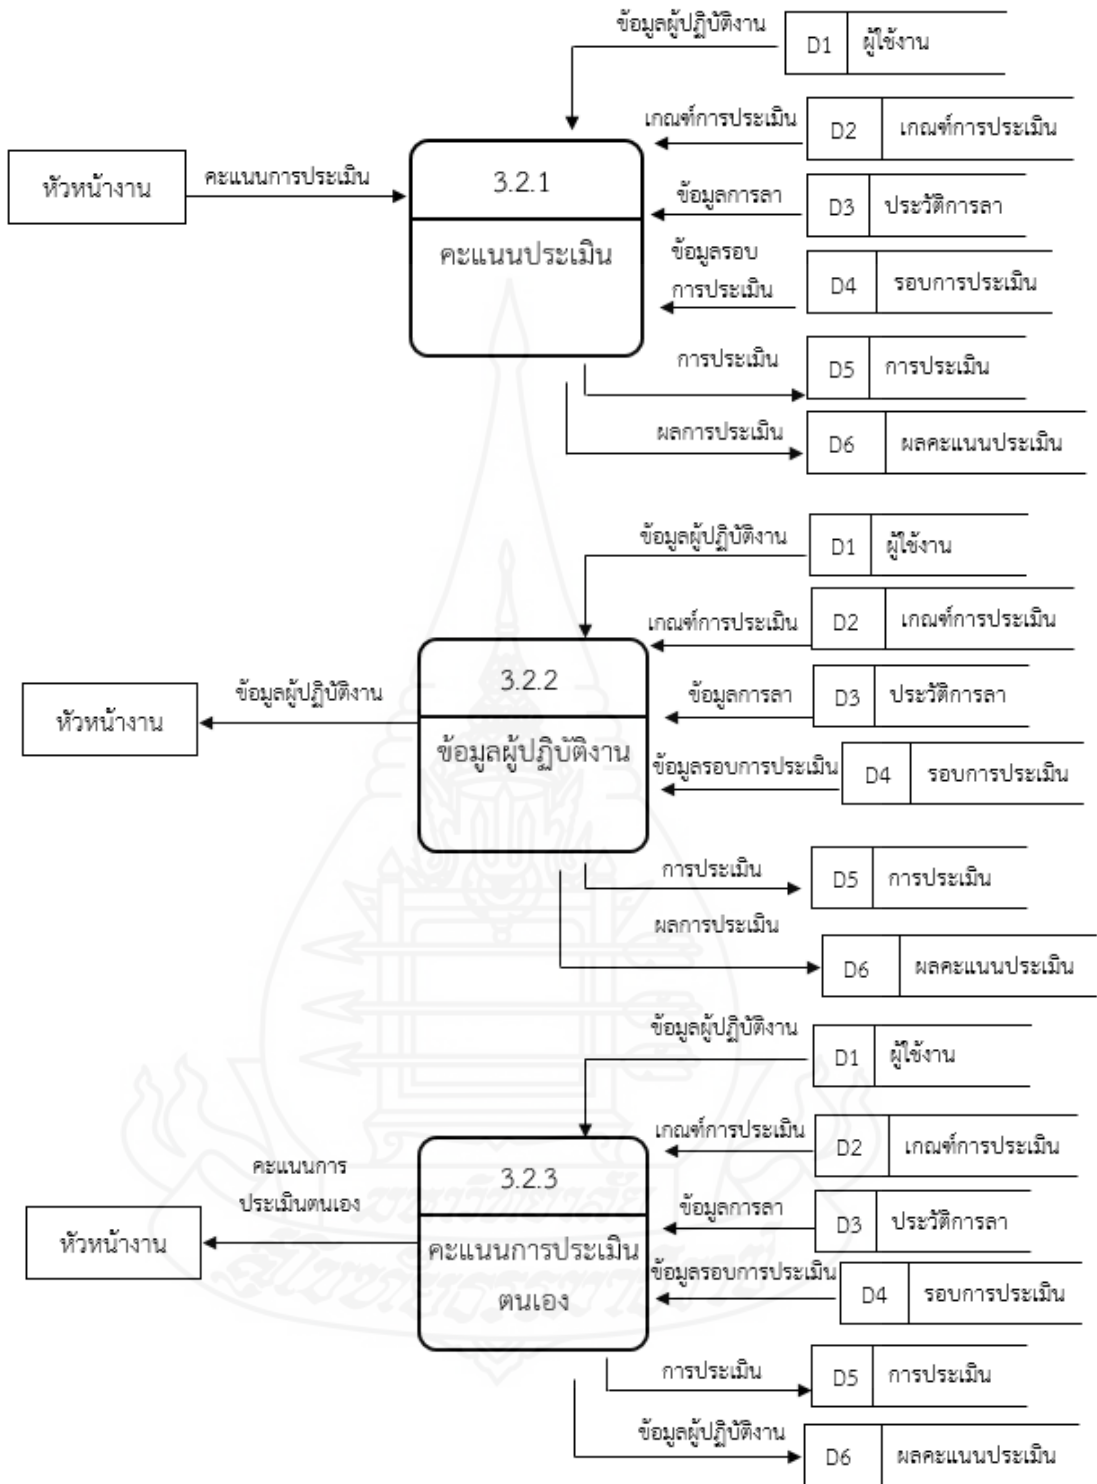 ข้อมูลผู้ปฏิบัติงาน
D1 ผู้ใช้งาน
เกณฑ์การประเมิน
D2 เกณฑ์การประเมิน
หัวหน้างาน
คะแนนการประเมิน
3.2.1
ข้อมูลการลา
D3 ประวัติการลา
คะแนนประเมิน
ข้อมูลรอบ
การประเมิน
D4 รอบการประเมิน
การประเมิน
D5 การประเมิน
ผลการประเมิน
D6 ผลคะแนนประเมิน
ข้อมูลผู้ปฏิบัติงาน
D1 ผู้ใช้งาน
เกณฑ์การประเมิน
D2 เกณฑ์การประเมิน
หัวหน้างาน
ข้อมูลผู้ปฏิบัติงาน
3.2.2
ข้อมูลการลา
D3 ประวัติการลา
ข้อมูลผู้ปฏิบัติงาน
ข้อมูลรอบการประเมิน
D4 รอบการประเมิน
การประเมิน
D5 การประเมิน
ผลการประเมิน
D6 ผลคะแนนประเมิน
ข้อมูลผู้ปฏิบัติงาน
D1 ผู้ใช้งาน
เกณฑ์การประเมิน
D2 เกณฑ์การประเมิน
คะแนนการ
ประเมินตนเอง
3.2.3
ข้อมูลการลา
D3 ประวัติการลา
หัวหน้างาน
คะแนนการประเมิน
ตนเอง
ข้อมูลรอบการประเมิน
D4 รอบการประเมิน
การประเมิน
D5 การประเมิน
ข้อมูลผู้ปฏิบัติงาน
D6 ผลคะแนนประเมิน
มหาวิทยาลัย
สุโขทัยธรรมาธิราช